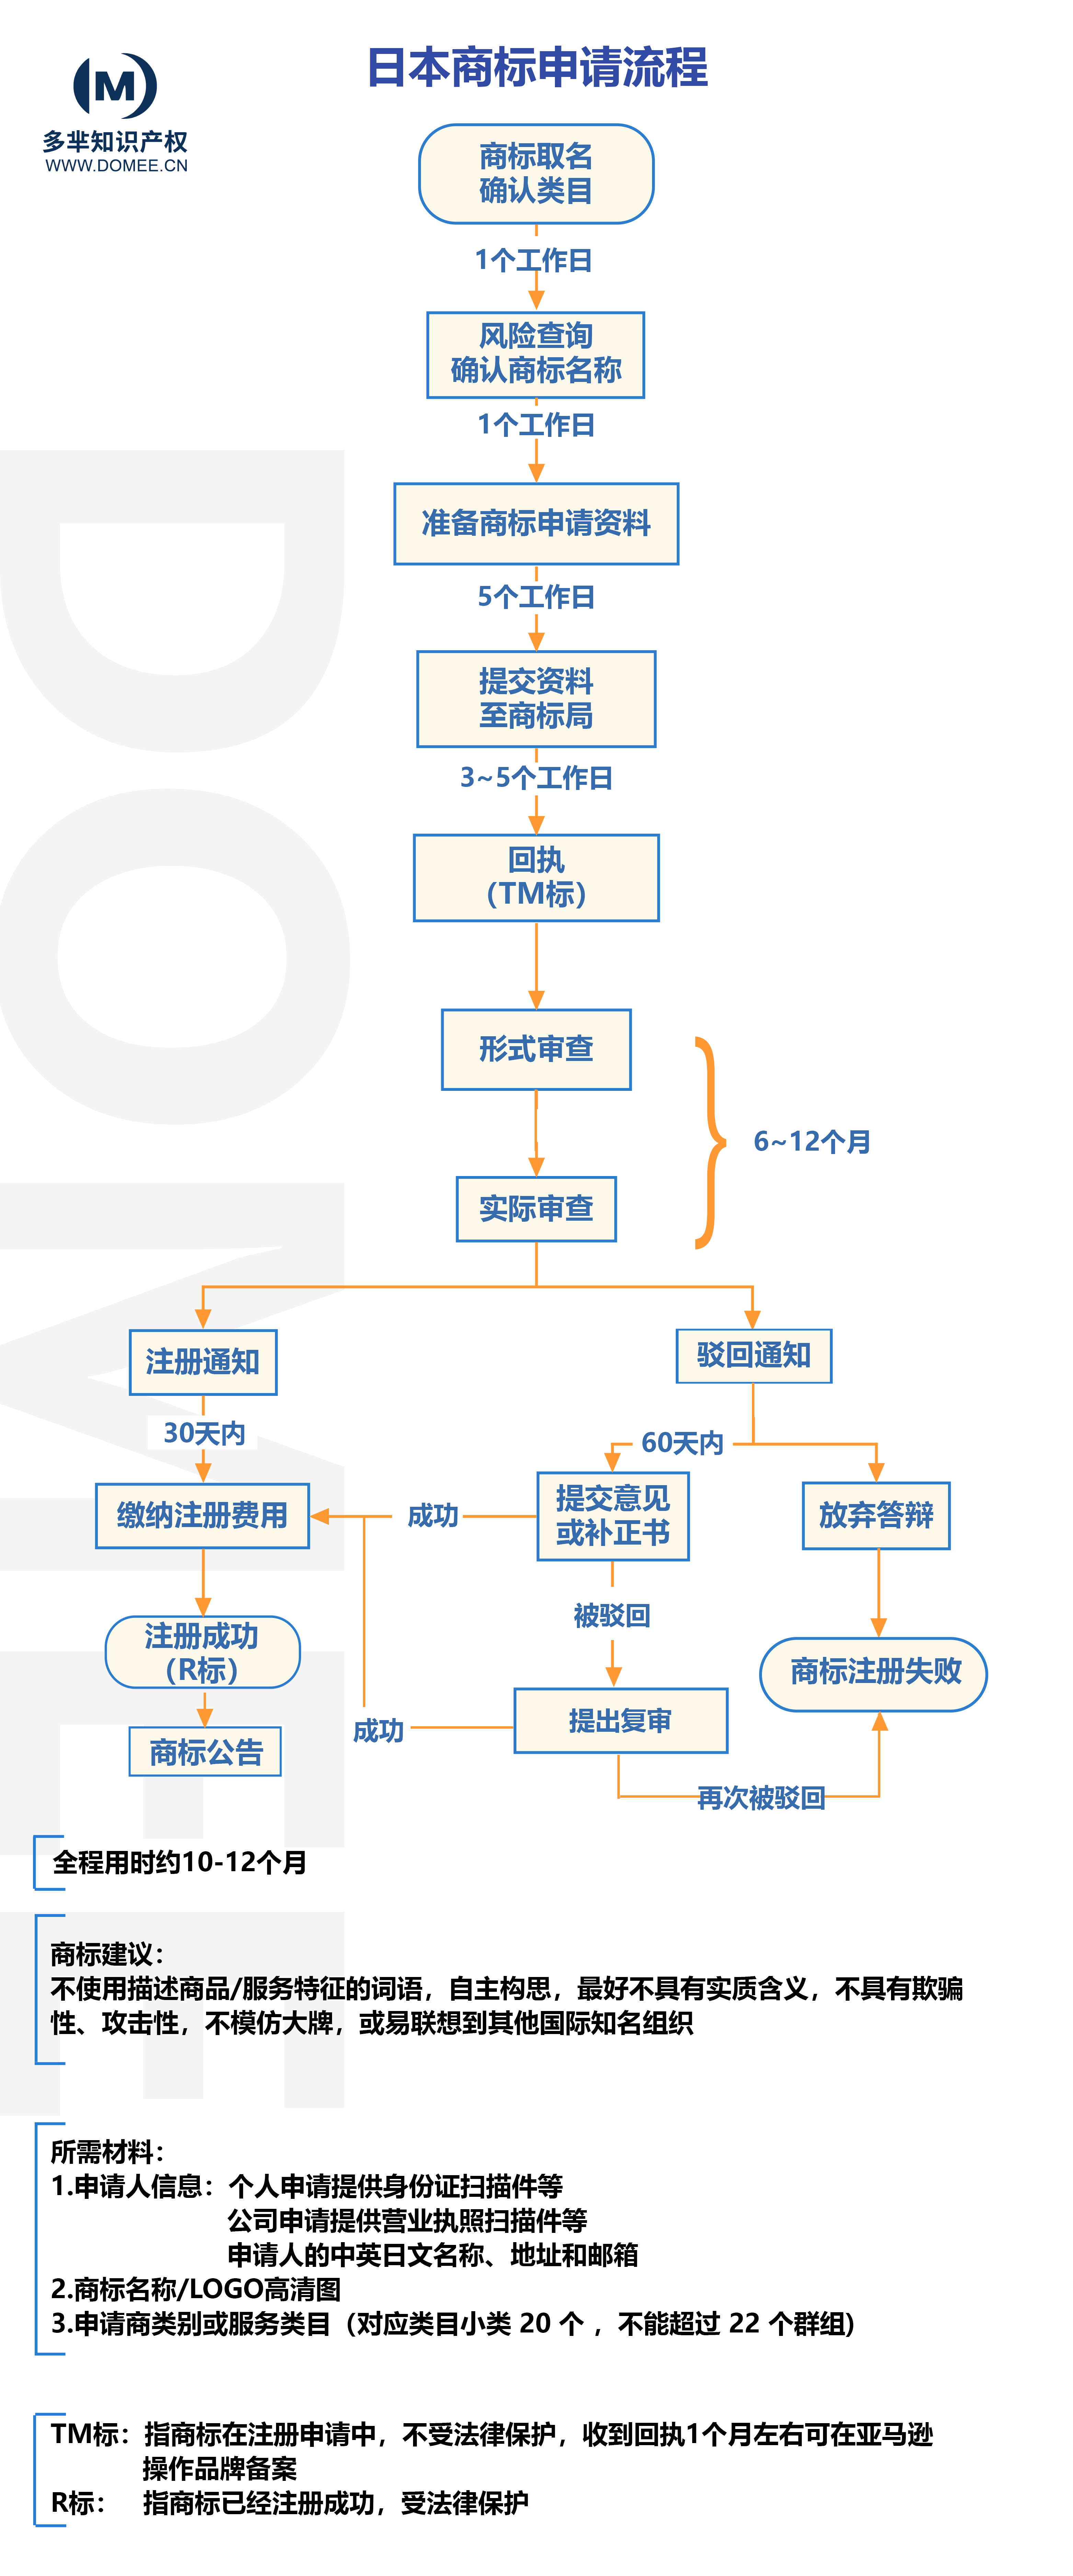 日本商标申请流程
M
多芈知识产权
WWW.DOMEE.CN
商标取名
确认类目
1个工作日
风险查询
确认商标名称
1个工作日
准备商标申请资料
5个工作日
提交资料
至商标局
3~5个工作日
回执
（TM标）
形式审查
6~12个月
实际审查
注册通知
驳回通知
30天内
60天内
缴纳注册费用
成功
提交意见
或补正书
放弃答辩
被驳回
注册成功
（R标）
商标注册失败
提出复审
成功
商标公告
再次被驳回
全程用时约10-12个月
商标建议：
不使用描述商品/服务特征的词语，自主构思，最好不具有实质含义，不具有欺骗
性、攻击性，不模仿大牌，或易联想到其他国际知名组织
所需材料：
1.申请人信息：个人申请提供身份证扫描件等
公司申请提供营业执照扫描件等
申请人的中英日文名称、地址和邮箱
2.商标名称/LOGO高清图
3.申请商类别或服务类目（对应类目小类 20 个 ，不能超过 22 个群组)
TM标：指商标在注册申请中，不受法律保护，收到回执1个月左右可在亚马逊
操作品牌备案
R标： 指商标已经注册成功，受法律保护
DOMEE